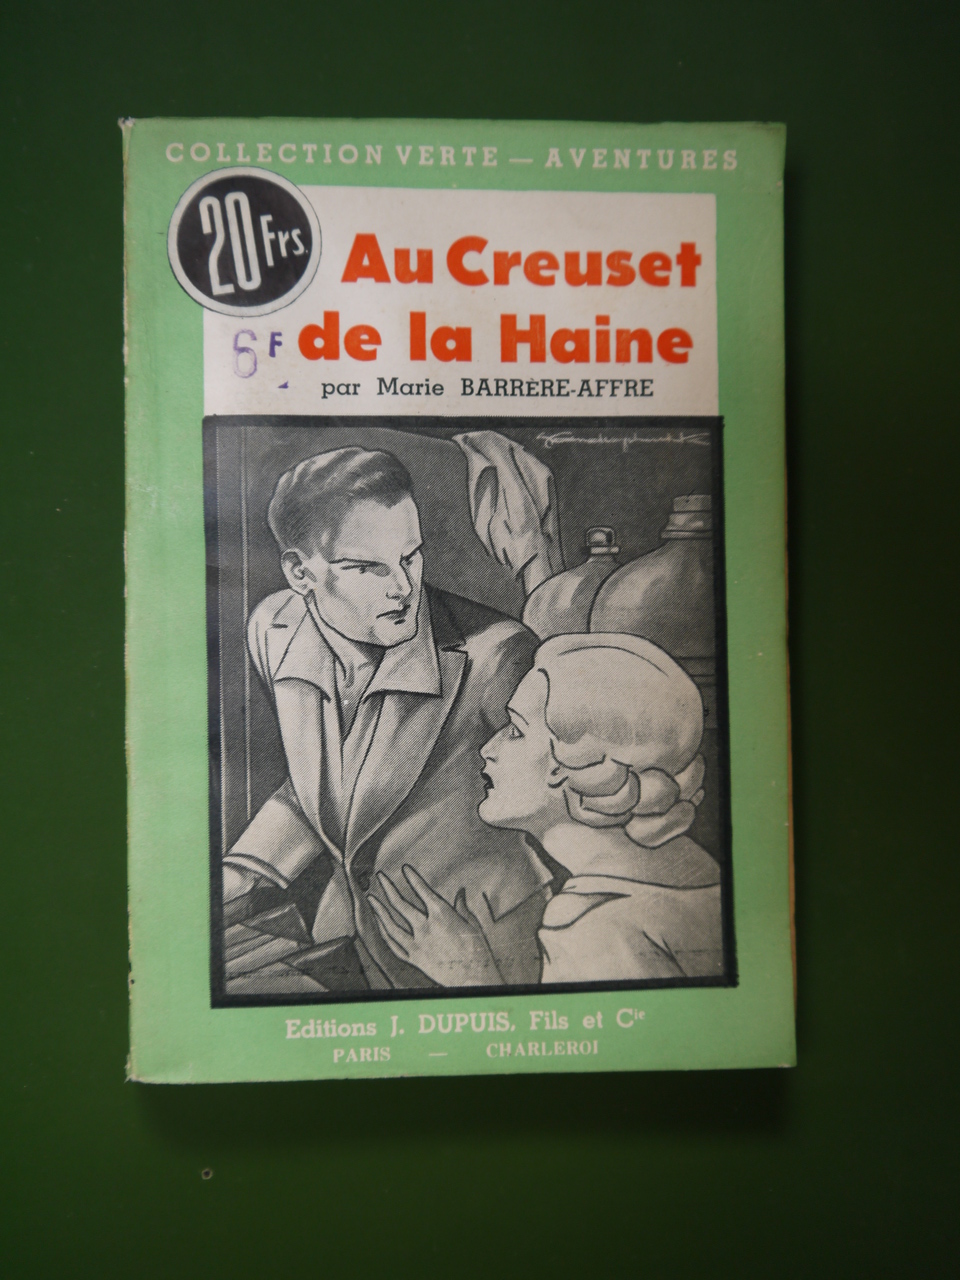 COLLECTION VERTE — AVENTURES
20 Frs.
Au Creuset
de la Haine
6F
par Marie BARRÈRE-AFFRE
Editions J. DUPUIS, Fils et Cie
PARIS — CHARLEROI